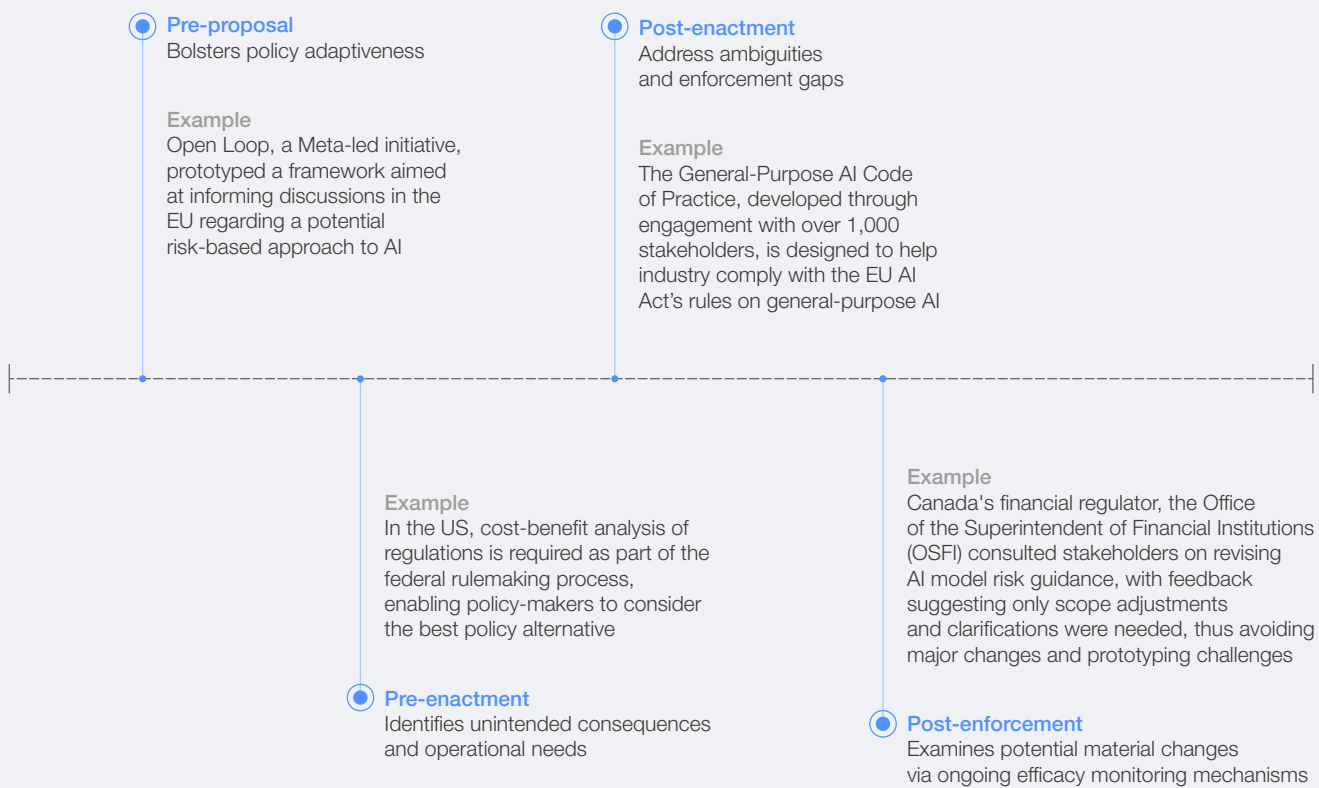 Pre-proposal
Bolsters policy adaptiveness
Example
Open Loop, a Meta-led initiative,
prototyped a framework aimed
at informing discussions in the
EU regarding a potential
risk-based approach to AI
Post-enactment
Address ambiguities
and enforcement gaps
Example
The General-Purpose AI Code
of Practice, developed through
engagement with over 1,000
stakeholders, is designed to help
industry comply with the EU AI
Act’s rules on general-purpose AI
Example
In the US, cost-benefit analysis of
regulations is required as part of the
federal rulemaking process,
enabling policy-makers to consider
the best policy alternative
Pre-enactment
Identifies unintended consequences
and operational needs
Example
Canada's financial regulator, the Office
of the Superintendent of Financial Institutions
(OSFI) consulted stakeholders on revising
AI model risk guidance, with feedback
suggesting only scope adjustments
and clarifications were needed, thus avoiding
major changes and prototyping challenges
Post-enforcement
Examines potential material changes
via ongoing efficacy monitoring mechanisms